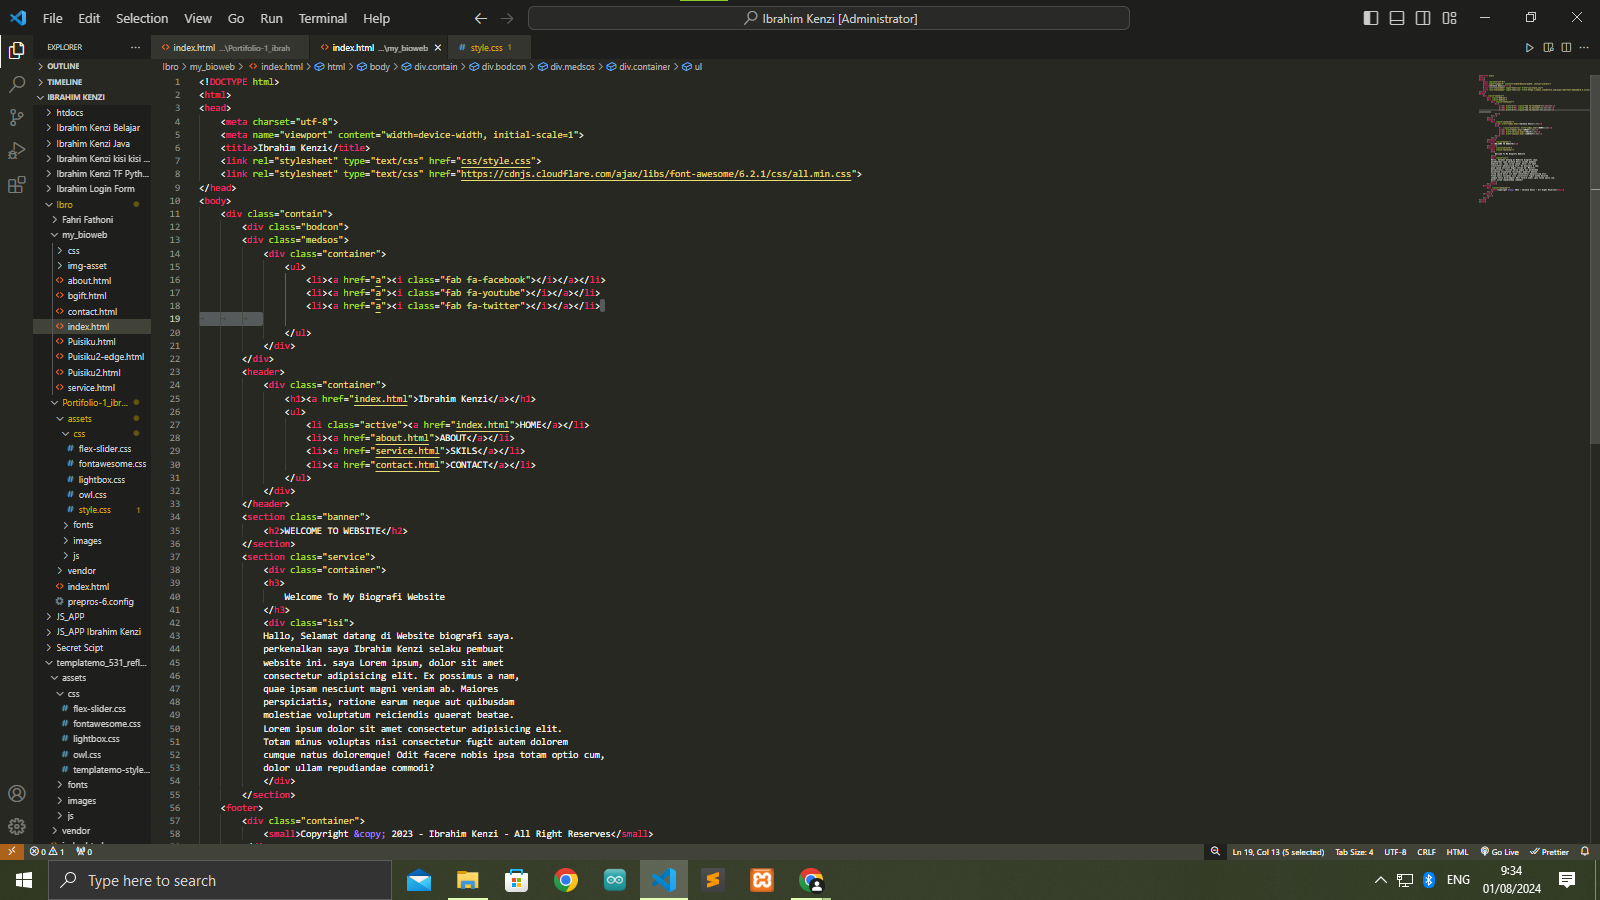 File Edit Selection View Go Run Terminal Help
Ibrahim Kenzi [Administrator]
EXPLORER ...
index.html ...\Portifolio-1_ibrah
index.html ...\my_bioweb
# style.css 1
OUTLINE
TIMELINE
IBRAHIM KENZI
htdocs
Ibrahim Kenzi Belajar
Ibrahim Kenzi Java
Ibrahim Kenzi kisi kisi ...
Ibrahim Kenzi TF Pyth...
Ibrahim Login Form
Ibro
Fahri Fathoni
my_bioweb
css
img-asset
about.html
bgift.html
contact.html
index.html
Puisiku.html
Puisiku2-edge.html
Puisiku2.html
service.html
Portifolio-1_ibr...
assets
css
# flex-slider.css
# fontawesome.css
# lightbox.css
# owl.css
# style.css 1
fonts
images
js
vendor
index.html
prepros-6.config
JS_APP
JS_APP Ibrahim Kenzi
Secret Scipt
templatemo_531_refl...
assets
css
# flex-slider.css
# fontawesome.css
# lightbox.css
# owl.css
# templatemo-style...
fonts
images
js
vendor
Ibro > my_bioweb > index.html > html > body > div.contain > div.bodcon > div.medsos > div.container > ul
1 <!DOCTYPE html>
2 <html>
3 <head>
4 <meta charset="utf-8">
5 <meta name="viewport" content="width=device-width, initial-scale=1">
6 <title>Ibrahim Kenzi</title>
7 <link rel="stylesheet" type="text/css" href="css/style.css">
8 <link rel="stylesheet" type="text/css" href="https://cdnjs.cloudflare.com/ajax/libs/font-awesome/6.2.1/css/all.min.css">
9 </head>
10 <body>
11 <div class="contain">
12 <div class="bodcon">
13 <div class="medsos">
14 <div class="container">
15 <ul>
16 <li><a href="a"><i class="fab fa-facebook"></i></a></li>
17 <li><a href="a"><i class="fab fa-youtube"></i></a></li>
18 <li><a href="a"><i class="fab fa-twitter"></i></a></li>
19
20 </ul>
21 </div>
22 </div>
23 <header>
24 <div class="container">
25 <h1><a href="index.html">Ibrahim Kenzi</a></h1>
26 <ul>
27 <li class="active"><a href="index.html">HOME</a></li>
28 <li><a href="about.html">ABOUT</a></li>
29 <li><a href="service.html">SKILS</a></li>
30 <li><a href="contact.html">CONTACT</a></li>
31 </ul>
32 </div>
33 </header>
34 <section class="banner">
35 <h2>WELCOME TO WEBSITE</h2>
36 </section>
37 <section class="service">
38 <div class="container">
39 <h3>
40 Welcome To My Biografi Website
41 </h3>
42 <div class="isi">
43 Hallo, Selamat datang di Website biografi saya.
44 perkenalkan saya Ibrahim Kenzi selaku pembuat
45 website ini. saya Lorem ipsum, dolor sit amet
46 consectetur adipisicing elit. Ex possimus a nam,
47 quae ipsam nesciunt magni veniam ab. Maiores
48 perspiciatis, ratione earum neque aut quibusdam
49 molestiae voluptatum reiciendis quaerat beatae.
50 Lorem ipsum dolor sit amet consectetur adipisicing elit.
51 Totam minus voluptas nisi consectetur fugit autem dolorem
52 cumque natus doloremque! Odit facere nobis ipsa totam optio cum,
53 dolor ullam repudiandae commodi?
54 </div>
55 </section>
56 <footer>
57 <div class="container">
58 <small>Copyright &copy; 2023 - Ibrahim Kenzi - All Right Reserves</small>
0 1 0
Ln 19, Col 13 (5 selected) Tab Size: 4 UTF-8 CRLF HTML Go Live Prettier
Type here to search
ENG
9:34
01/08/2024